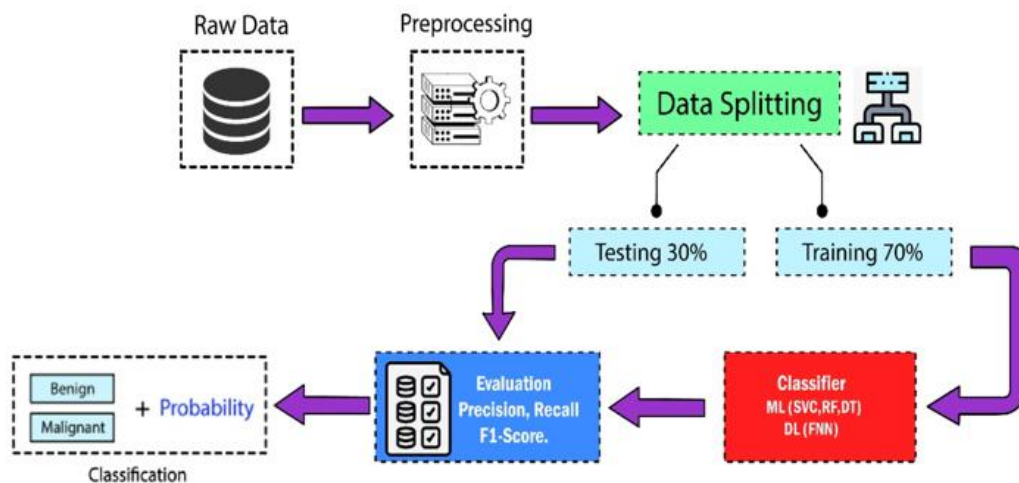 Raw Data
Preprocessing
Data Splitting
Testing 30%
Training 70%
Benign
Malignant
+ Probability
Classification
Evaluation
Precision, Recall
F1-Score.
Classifier
ML (SVC,RF,DT)
DL (FNN)